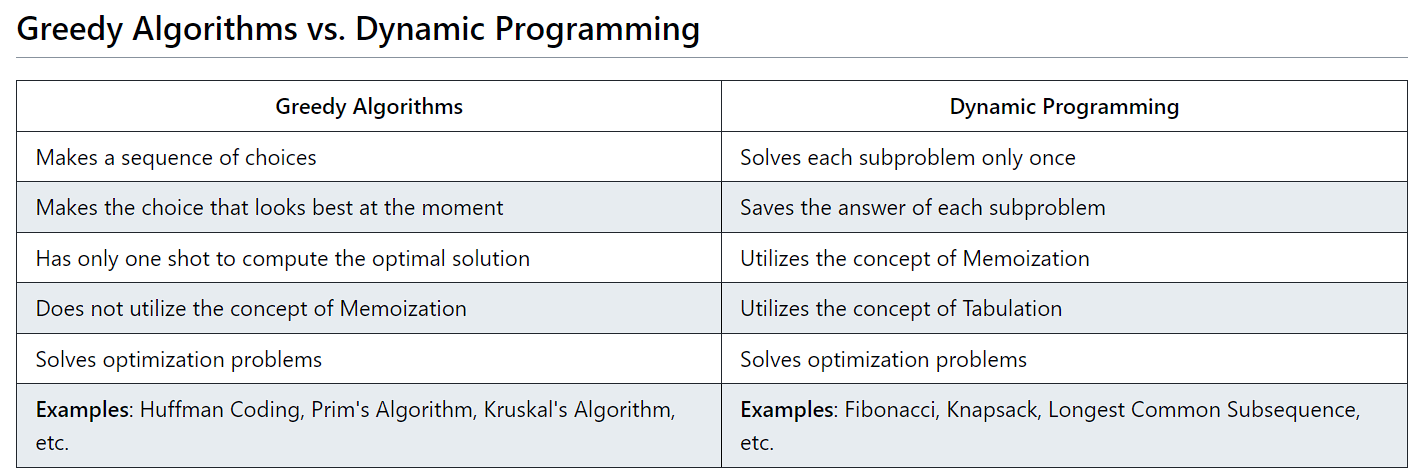 Greedy Algorithms vs. Dynamic Programming
Greedy Algorithms
Dynamic Programming
Makes a sequence of choices
Solves each subproblem only once
Makes the choice that looks best at the moment
Saves the answer of each subproblem
Has only one shot to compute the optimal solution
Utilizes the concept of Memoization
Does not utilize the concept of Memoization
Utilizes the concept of Tabulation
Solves optimization problems
Solves optimization problems
Examples: Huffman Coding, Prim's Algorithm, Kruskal's Algorithm,
etc.
Examples: Fibonacci, Knapsack, Longest Common Subsequence,
etc.